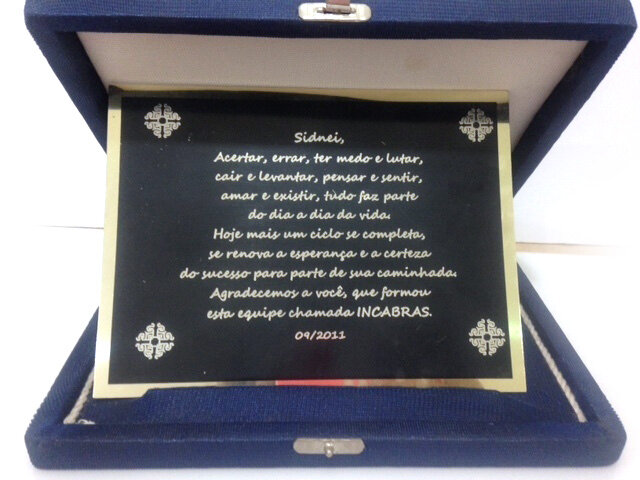 Sidnei,
Acertar, errar, ter medo e lutar,
cair e levantar, pensar e sentir,
amar e existir, tudo faz parte
do dia a dia da vida.
Hoje mais um ciclo se completa,
se renova a esperança e a certeza
do sucesso para parte de sua caminhada.
Agradecemos a você, que formou
esta equipe chamada INCABRAS.
09/2011